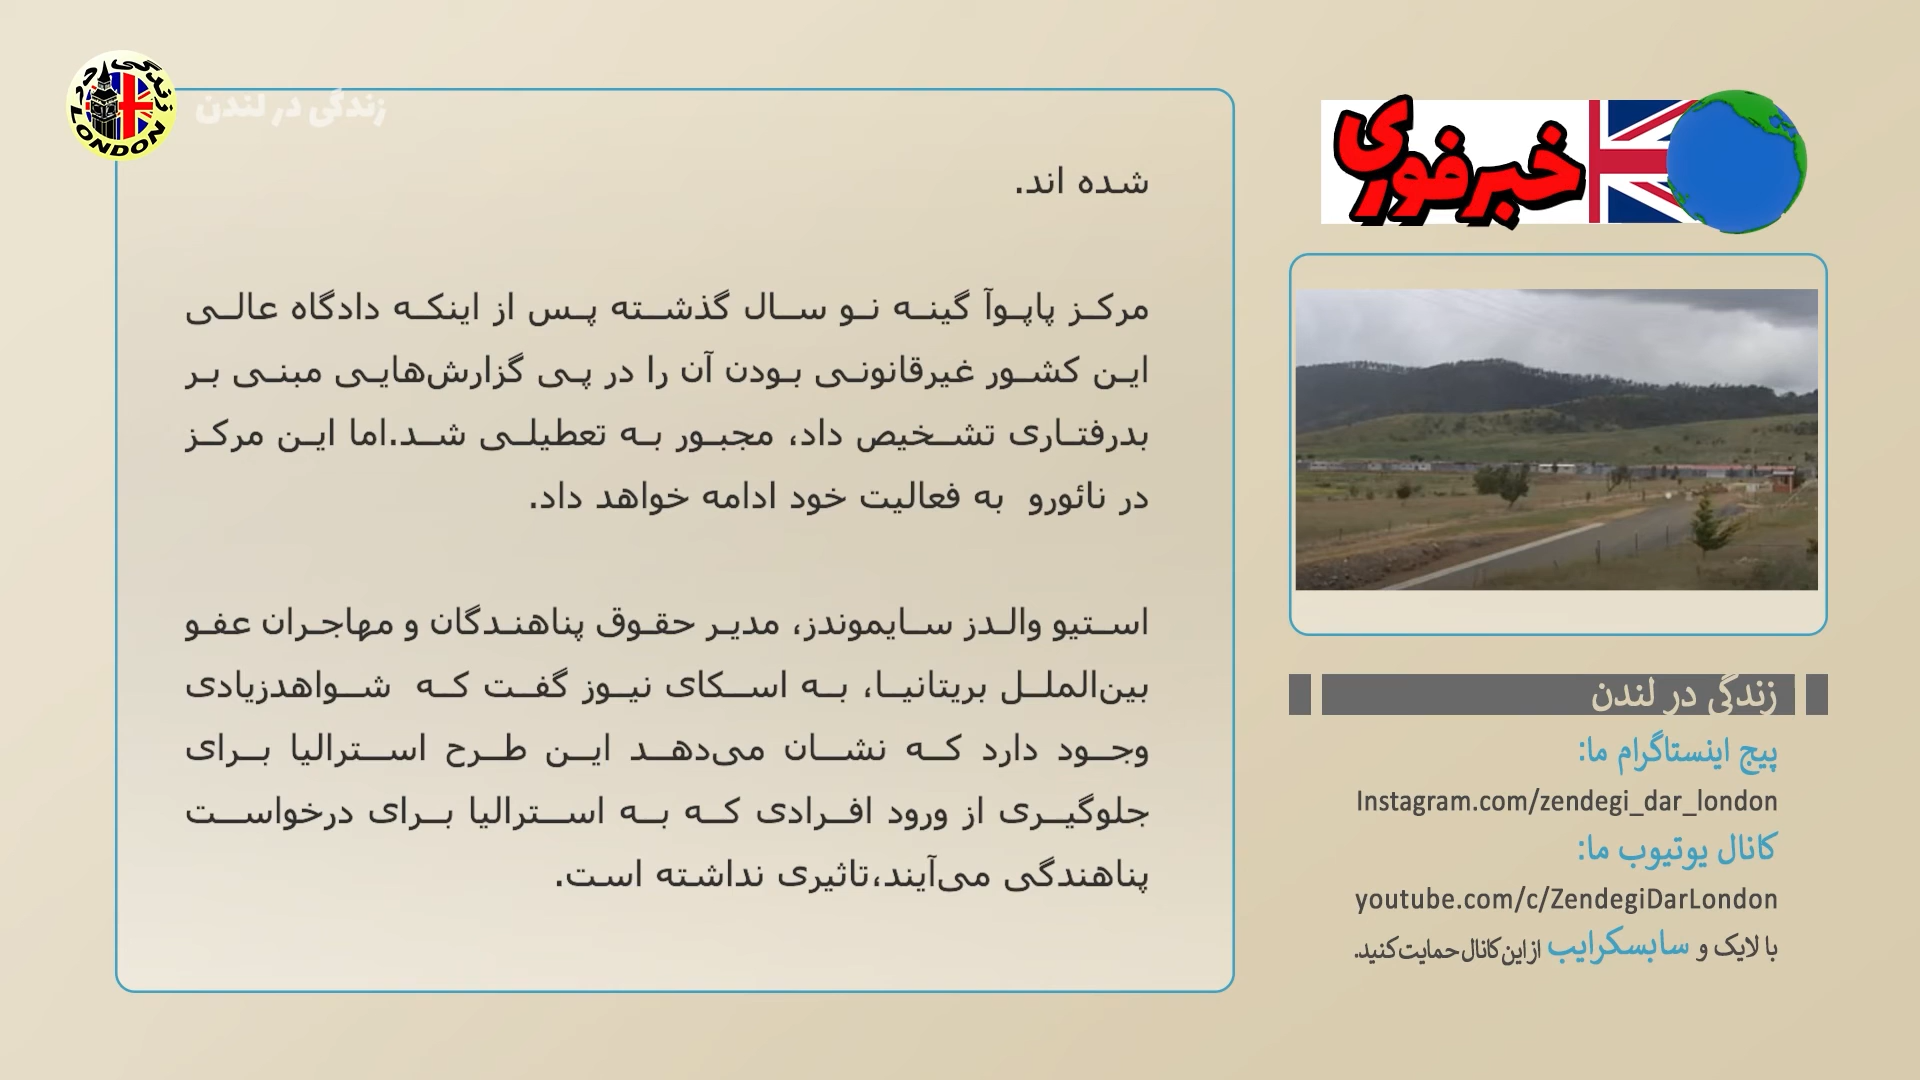 زندگی در لندن
LONDON
زندگی در لندن
شده اند.
مرکز پاپوآ گینه نو سال گذشته پس از اینکه دادگاه عالی
این کشور غیرقانونی بودن آن را در پی گزارش‌هایی مبنی بر
بدرفتاری تشخیص داد، مجبور به تعطیلی شد.اما این مرکز
در نائورو به فعالیت خود ادامه خواهد داد.
استیو والدز سایموندز، مدیر حقوق پناهندگان و مهاجران عفو
بین‌الملل بریتانیا، به اسکای نیوز گفت که شواهدزیادی
وجود دارد که نشان می‌دهد این طرح استرالیا برای
جلوگیری از ورود افرادی که به استرالیا برای درخواست
پناهندگی می‌آیند،تاثیری نداشته است.
خبرفوری
زندگی در لندن
پیج اینستاگرام ما:
Instagram.com/zendegi_dar_london
کانال یوتیوب ما:
youtube.com/c/ZendegiDarLondon
با لایک و سابسکرایب از این کانال حمایت کنید.